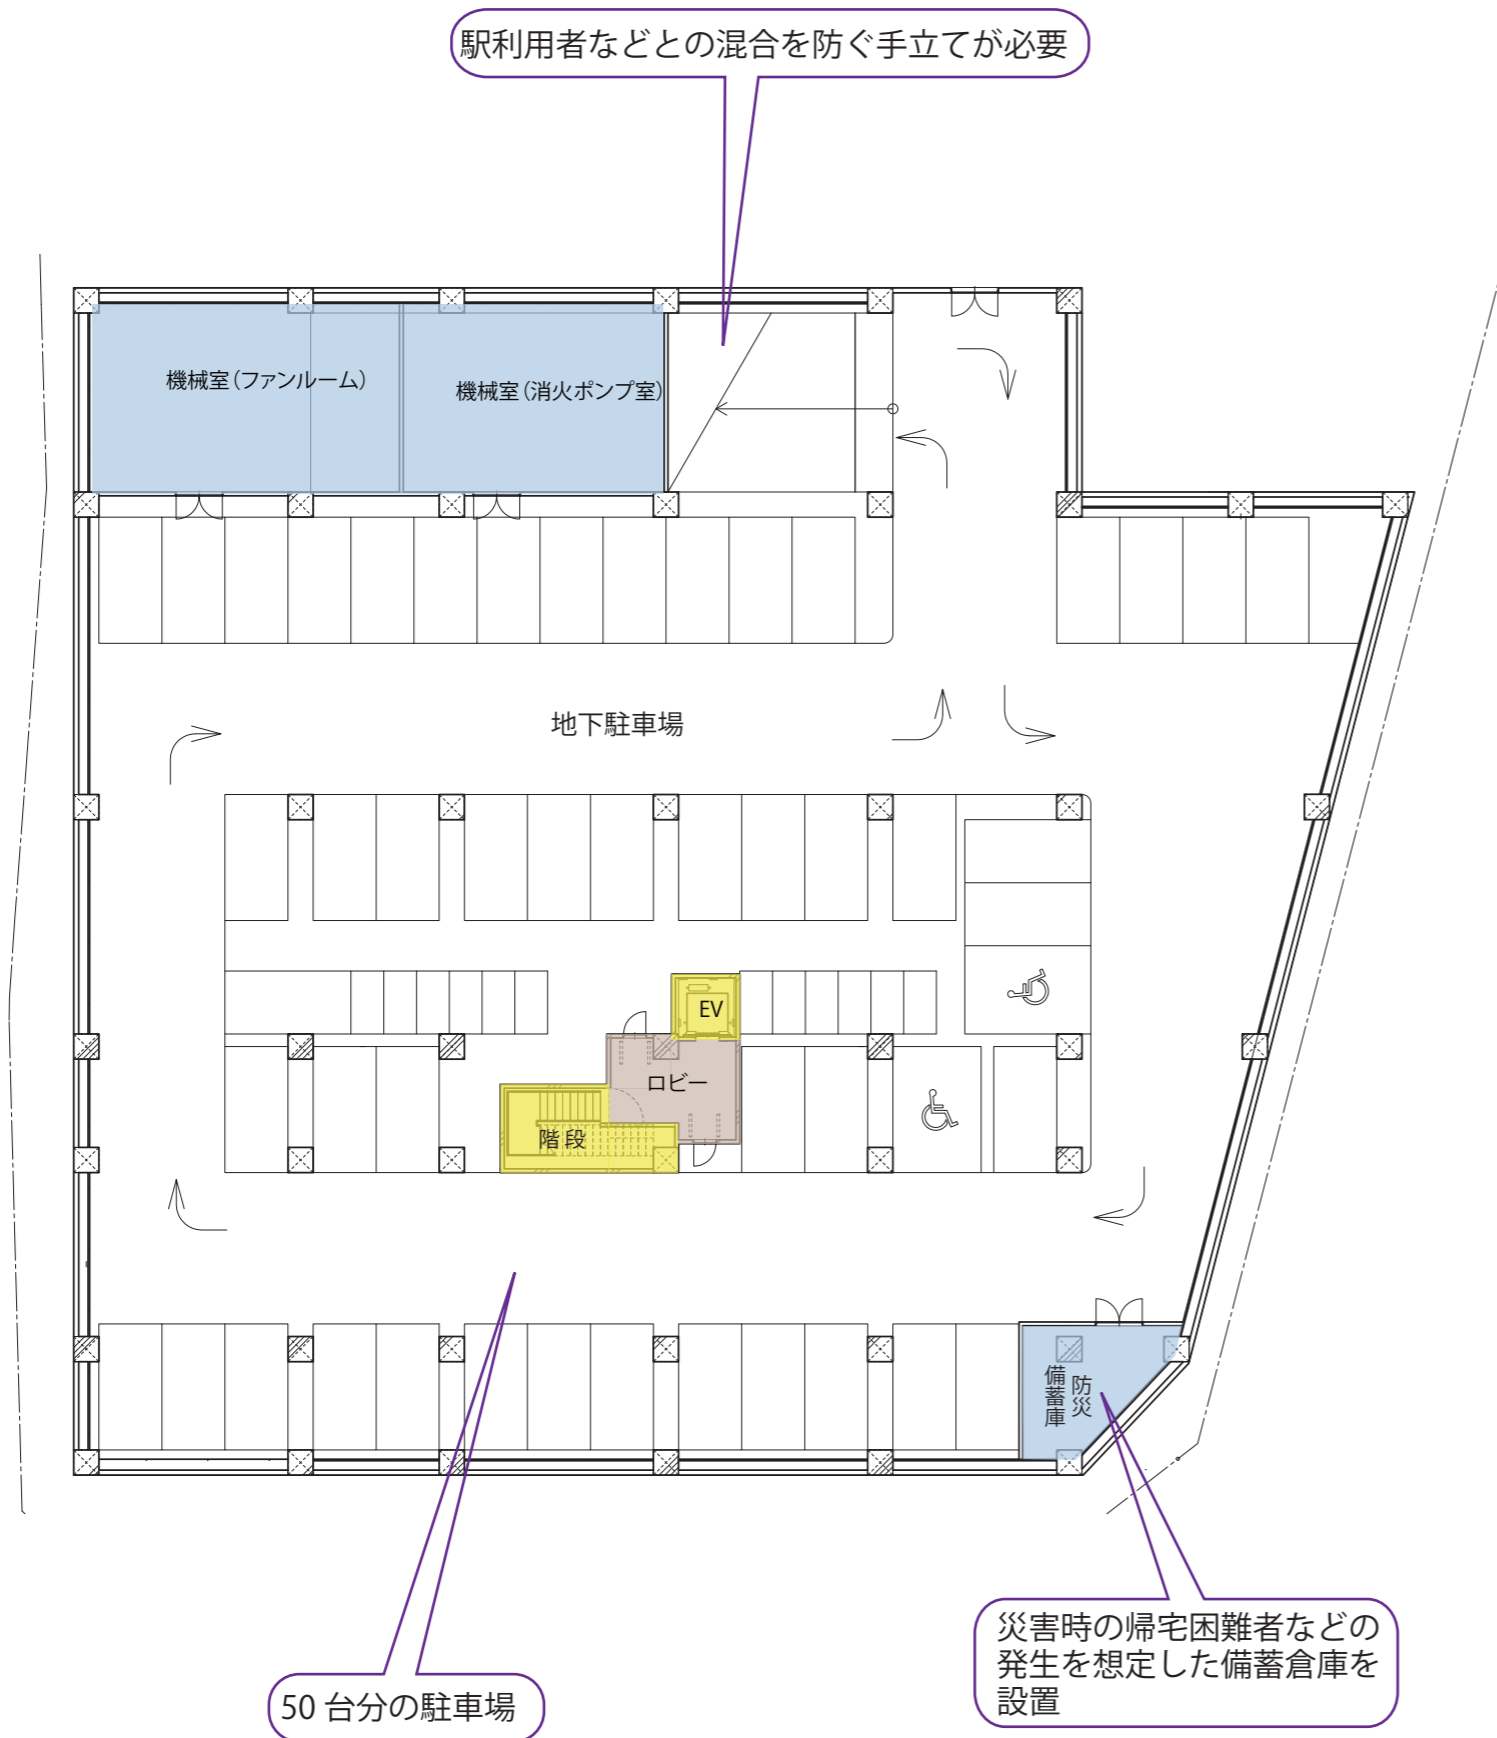 駅利用者などとの混合を防ぐ手立てが必要
機械室（ファンルーム）
機械室（消火ポンプ室）
地下駐車場
EV
ロビー
階段
防災
備蓄庫
災害時の帰宅困難者などの
発生を想定した備蓄倉庫を
設置
50 台分の駐車場